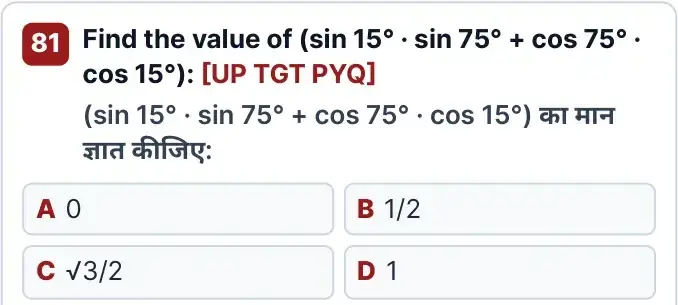 81 Find the value of (sin 15° · sin 75° + cos 75° ·
cos 15°): [UP TGT PYQ]
(sin 15° · sin 75° + cos 75° · cos 15°) का मान
ज्ञात कीजिए:
A 0
B 1/2
C √3/2
D 1